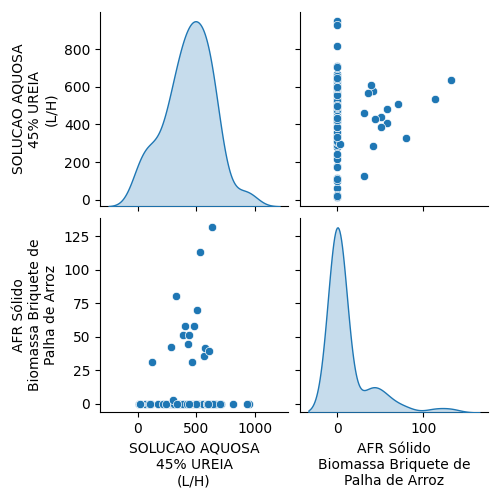 SOLUCAO AQUOSA
45% UREIA
(L/H)
800
600
400
200
0
AFR Sólido
Biomassa Briquete de
Palha de Arroz
125
100
75
50
25
0
0
500
1000
SOLUCAO AQUOSA
45% UREIA
(L/H)
0
100
AFR Sólido
Biomassa Briquete de
Palha de Arroz